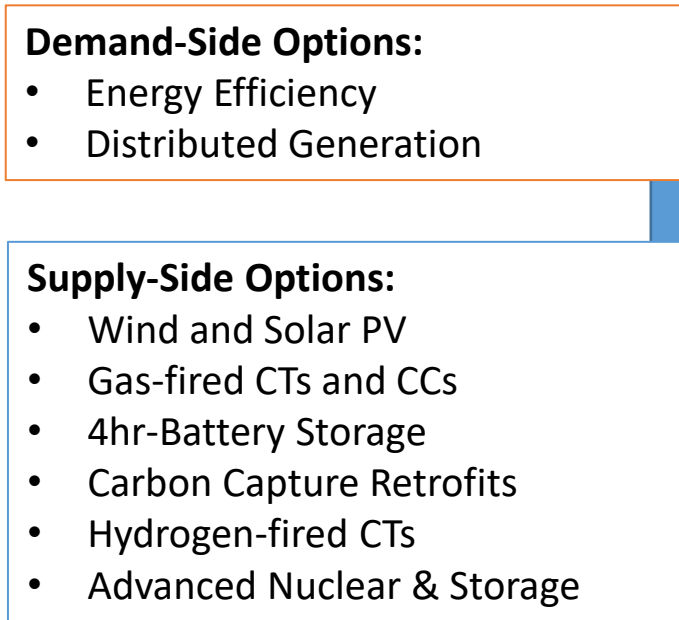 Demand-Side Options:
• Energy Efficiency
• Distributed Generation
Supply-Side Options:
• Wind and Solar PV
• Gas-fired CTs and CCs
• 4hr-Battery Storage
• Carbon Capture Retrofits
• Hydrogen-fired CTs
• Advanced Nuclear & Storage